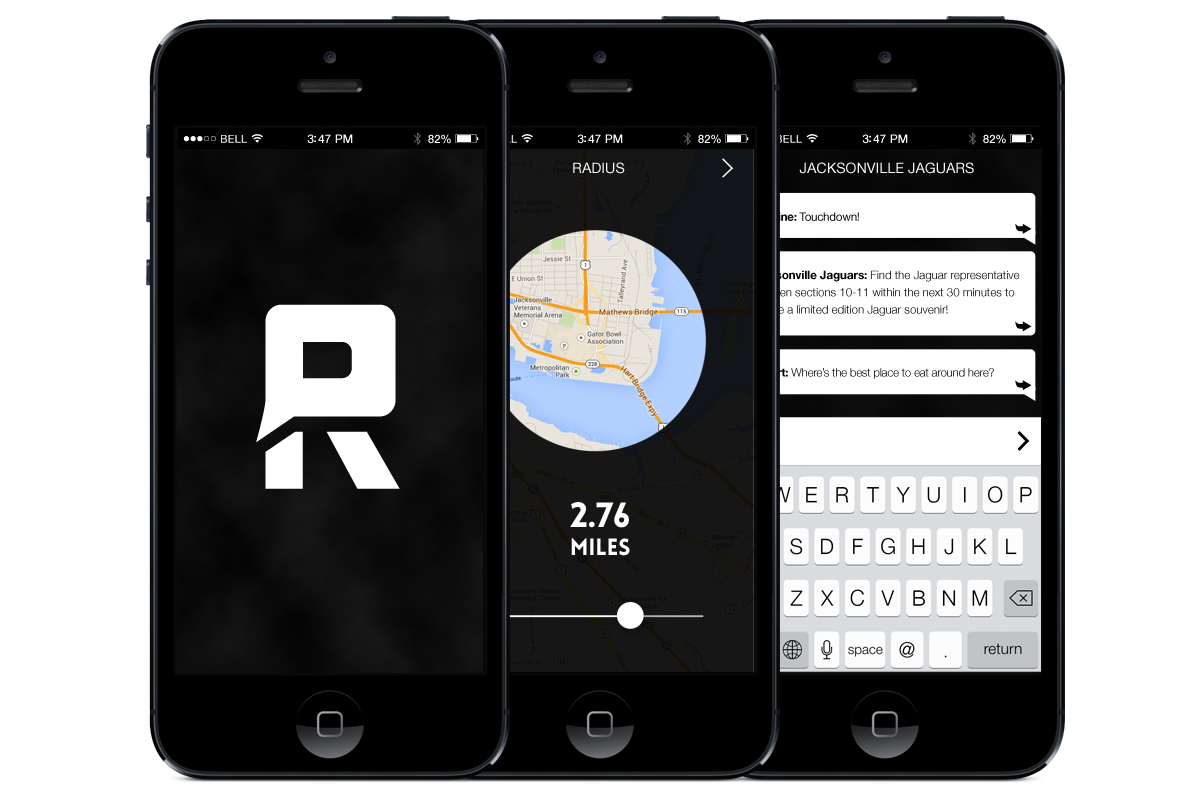 BELL 3:47 PM 82%
R
3:47 PM 82%
RADIUS
Jessie St
1
E Union St
Talleyrand Ave
Jacksonville
Veterans
Memorial Arena
Mathews Bridge
115
Gator Bowl
Association
P
228
Metropolitan
Park
Hart Bridge Expy
2.76
MILES
3:47 PM 82%
JACKSONVILLE JAGUARS
ne: Touchdown!
sonville Jaguars: Find the Jaguar representative
en sections 10-11 within the next 30 minutes to
e a limited edition Jaguar souvenir!
t: Where's the best place to eat around here?
W E R T Y U I O P
S D F G H J K L
Z X C V B N M
space @ . return